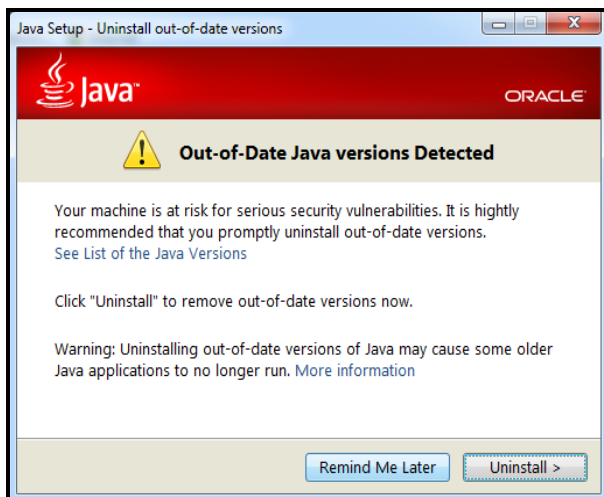 Java Setup - Uninstall out-of-date versions
Java™
ORACLE
Out-of-Date Java versions Detected
Your machine is at risk for serious security vulnerabilities. It is hightly
recommended that you promptly uninstall out-of-date versions.
See List of the Java Versions
Click "Uninstall" to remove out-of-date versions now.
Warning: Uninstalling out-of-date versions of Java may cause some older
Java applications to no longer run. More information
Remind Me Later
Uninstall >